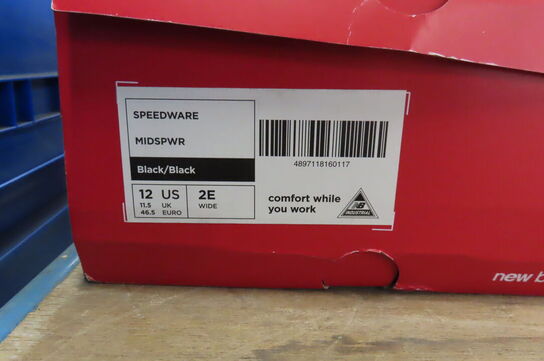 SPEEDWARE
MIDSPWR
Black/Black
12 US
11.5 UK
46.5 EURO
2E
WIDE
4897118160117
comfort while
you work
NB
INDUSTRIAL
new b